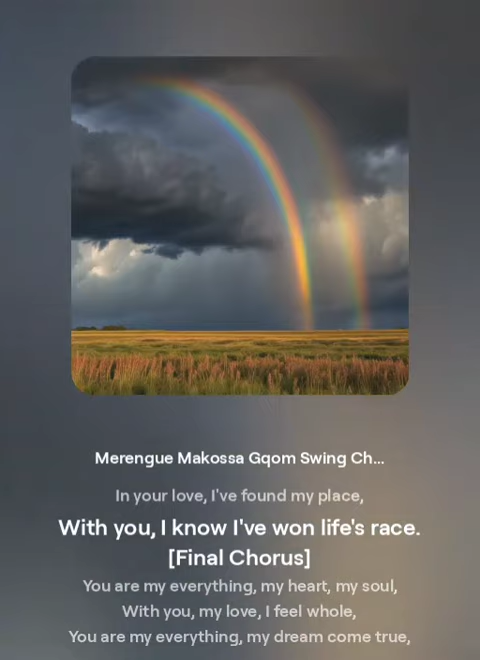 Merengue Makossa Gqom Swing Ch...
In your love, I've found my place,
With you, I know I've won life's race.
[Final Chorus]
You are my everything, my heart, my soul,
With you, my love, I feel whole,
You are my everything, my dream come true,